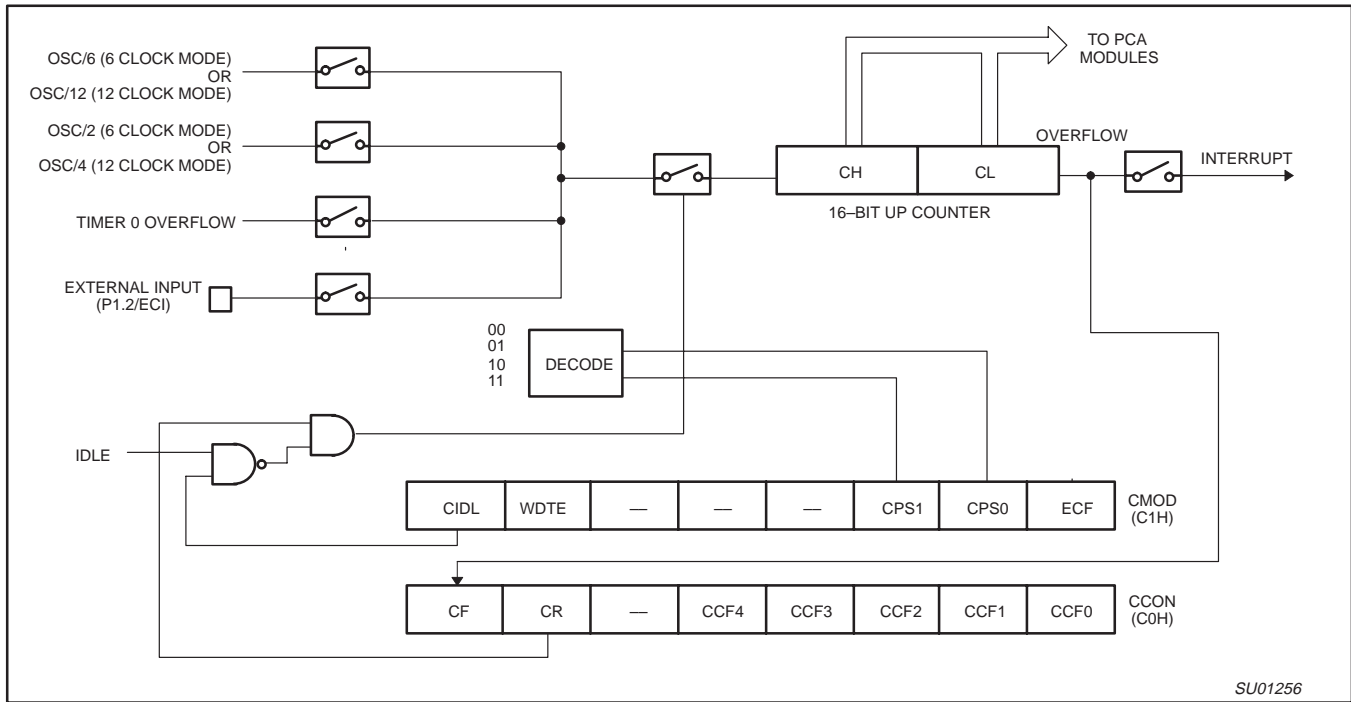 OSC/6 (6 CLOCK MODE)
OR
OSC/12 (12 CLOCK MODE)
OSC/2 (6 CLOCK MODE)
OR
OSC/4 (12 CLOCK MODE)
TIMER 0 OVERFLOW
EXTERNAL INPUT
(P1.2/ECI)
TO PCA
MODULES
OVERFLOW
INTERRUPT
CH
CL
16–BIT UP COUNTER
00
01
10
11
DECODE
IDLE
CIDL
WDTE
––
––
––
CPS1
CPS0
ECF
CMOD
(C1H)
CF
CR
––
CCF4
CCF3
CCF2
CCF1
CCF0
CCON
(C0H)
SU01256